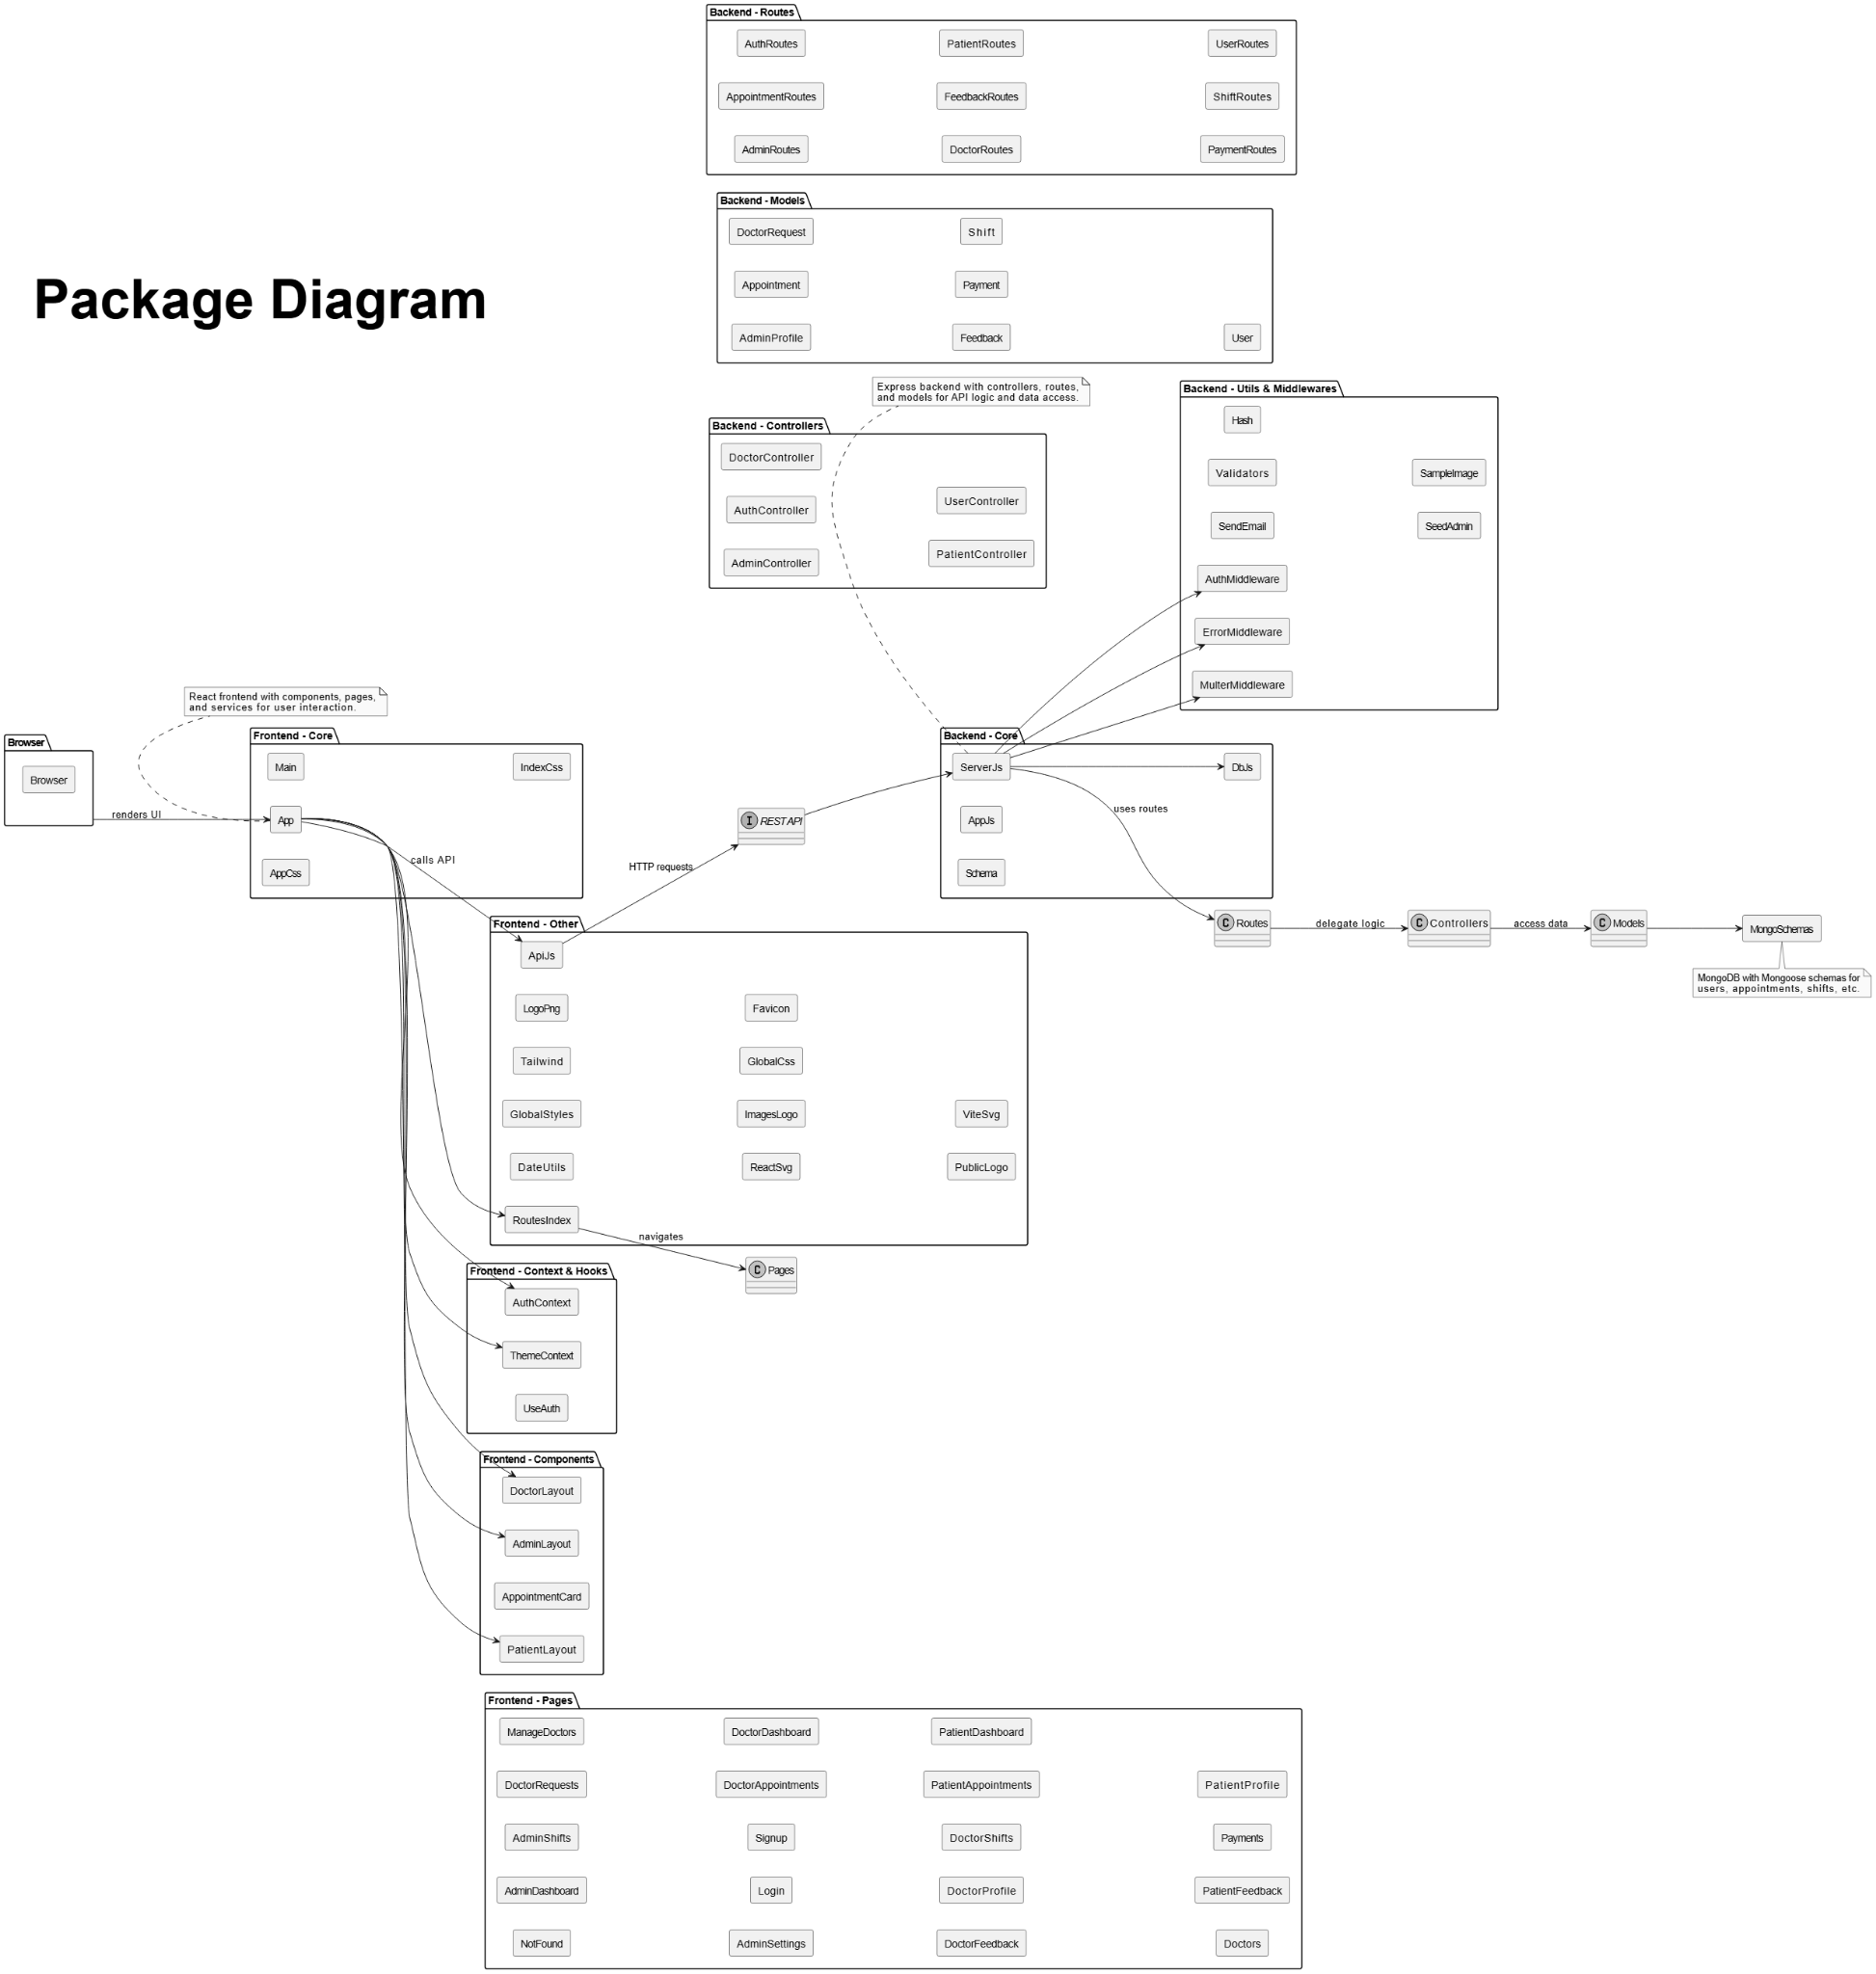 Backend - Routes
AuthRoutes
PatientRoutes
UserRoutes
AppointmentRoutes
FeedbackRoutes
ShiftRoutes
AdminRoutes
DoctorRoutes
PaymentRoutes
Backend - Models
DoctorRequest
Shift
Appointment
Payment
AdminProfile
Feedback
User
Package Diagram
Express backend with controllers, routes,
and models for API logic and data access.
Backend - Utils & Middlewares
Hash
Validators
SampleImage
SendEmail
SeedAdmin
AuthMiddleware
ErrorMiddleware
MulterMiddleware
Backend - Controllers
DoctorController
AuthController
UserController
AdminController
PatientController
React frontend with components, pages,
and services for user interaction.
Browser
Browser
renders UI
Frontend - Core
Main
IndexCss
App
AppCss
calls API
HTTP requests
I
REST API
Backend - Core
ServerJs
DbJs
AppJs
Schema
uses routes
C Routes
delegate logic
C Controllers
access data
C Models
MongoSchemas
MongoDB with Mongoose schemas for
users, appointments, shifts, etc.
Frontend - Other
ApiJs
LogoPng
Favicon
Tailwind
GlobalCss
GlobalStyles
ImagesLogo
ViteSvg
DateUtils
ReactSvg
PublicLogo
RoutesIndex
navigates
C Pages
Frontend - Context & Hooks
AuthContext
ThemeContext
UseAuth
Frontend - Components
DoctorLayout
AdminLayout
AppointmentCard
PatientLayout
Frontend - Pages
ManageDoctors
DoctorDashboard
PatientDashboard
DoctorRequests
DoctorAppointments
PatientAppointments
PatientProfile
AdminShifts
Signup
DoctorShifts
Payments
AdminDashboard
Login
DoctorProfile
PatientFeedback
NotFound
AdminSettings
DoctorFeedback
Doctors